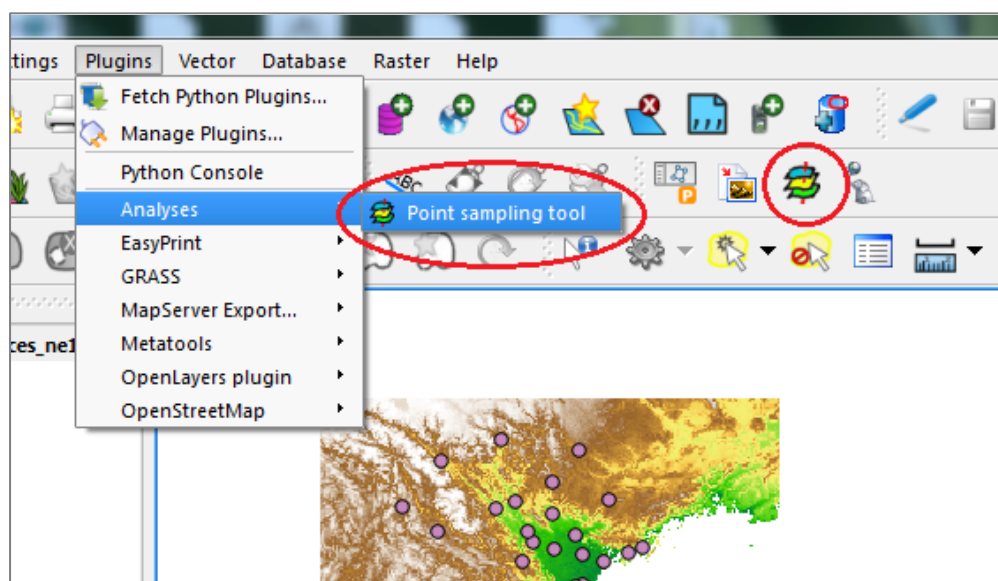 ttings Plugins Vector Database Raster Help
Fetch Python Plugins...
Manage Plugins...
Python Console
Analyses
Point sampling tool
EasyPrint
GRASS
MapServer Export...
Metatools
OpenLayers plugin
OpenStreetMap
ces_ne1
ABC
P